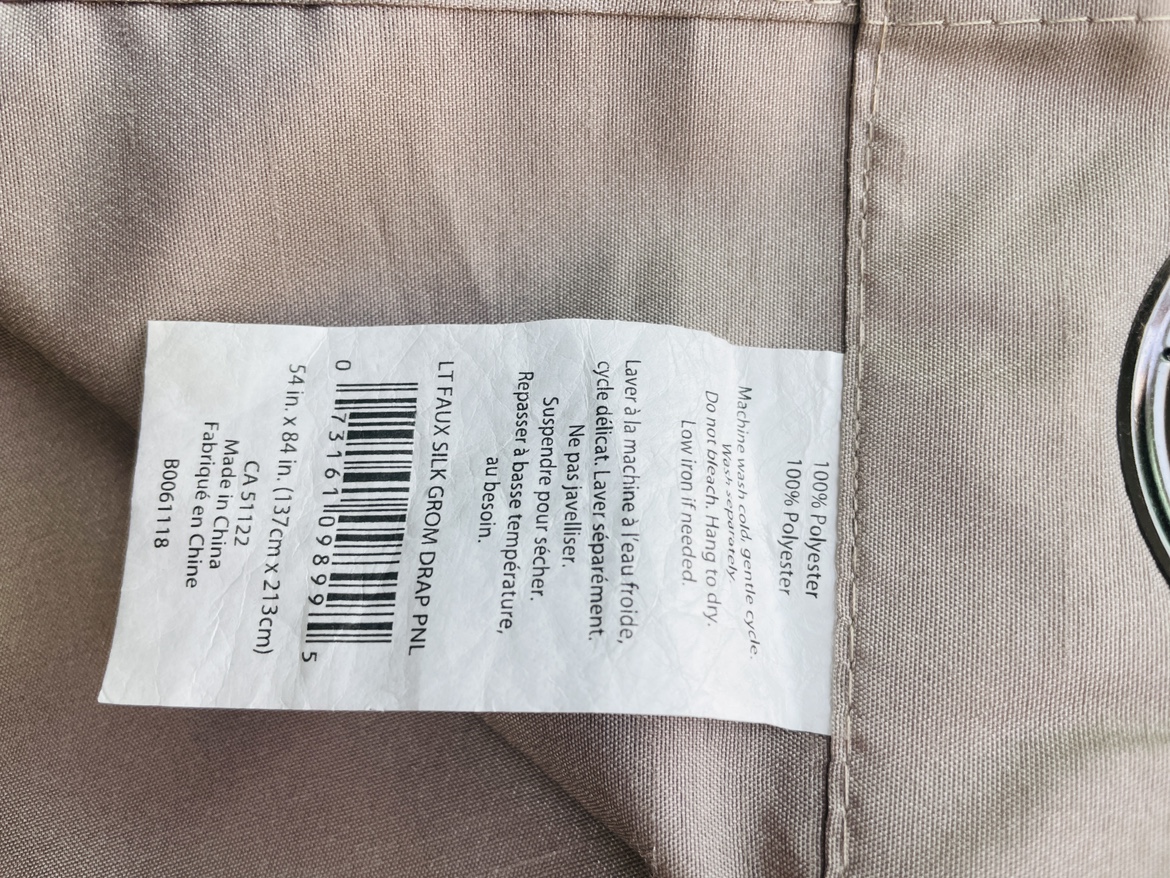 100% Polyester
100% Polyester
Machine wash cold, gentle cycle.
Wash separately.
Do not bleach. Hang to dry.
Low iron if needed.
Laver à la machine à l'eau froide,
cycle délicat. Laver séparément.
Ne pas javelliser.
Suspendre pour sécher.
Repasser à basse température,
au besoin.
LT FAUX SILK GROM DRAP PNL
0 73161 09899 5
54 in. x 84 in. (137cm x 213cm)
CA 51122
Made in China
Fabriqué en Chine
B0061118